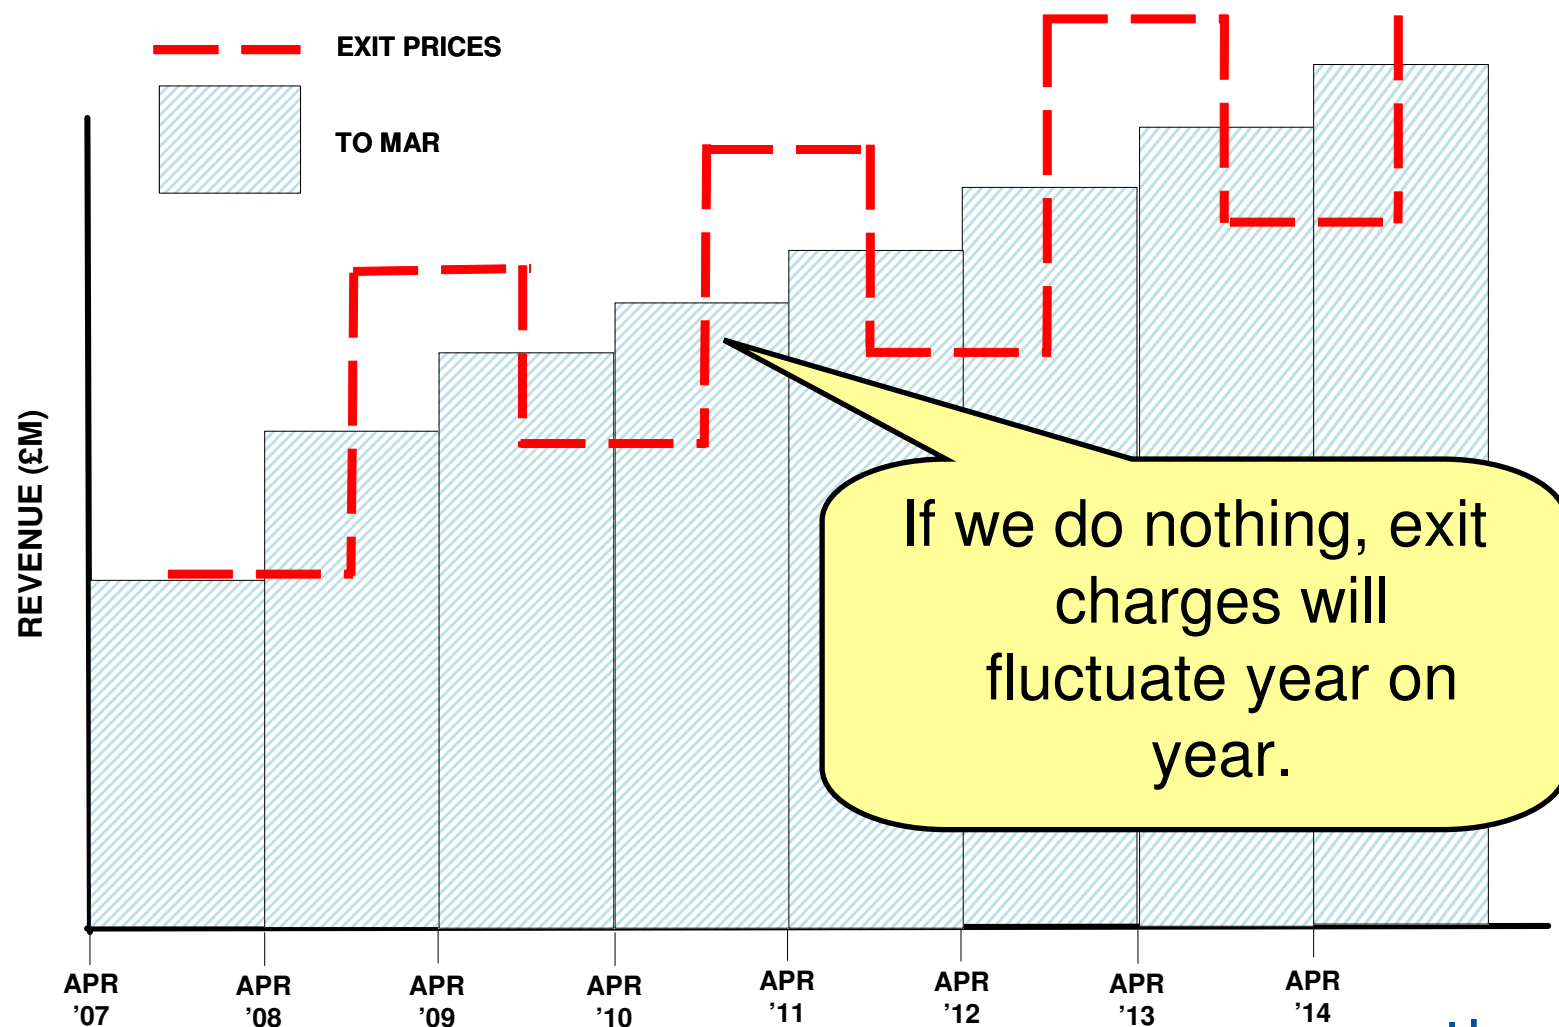 EXIT PRICES
TO MAR
REVENUE (£M)
If we do nothing, exit
charges will
fluctuate year on
year.
APR APR APR APR APR APR APR APR
’07 ’08 ’09 ’10 ’11 ’12 ’13 ’14